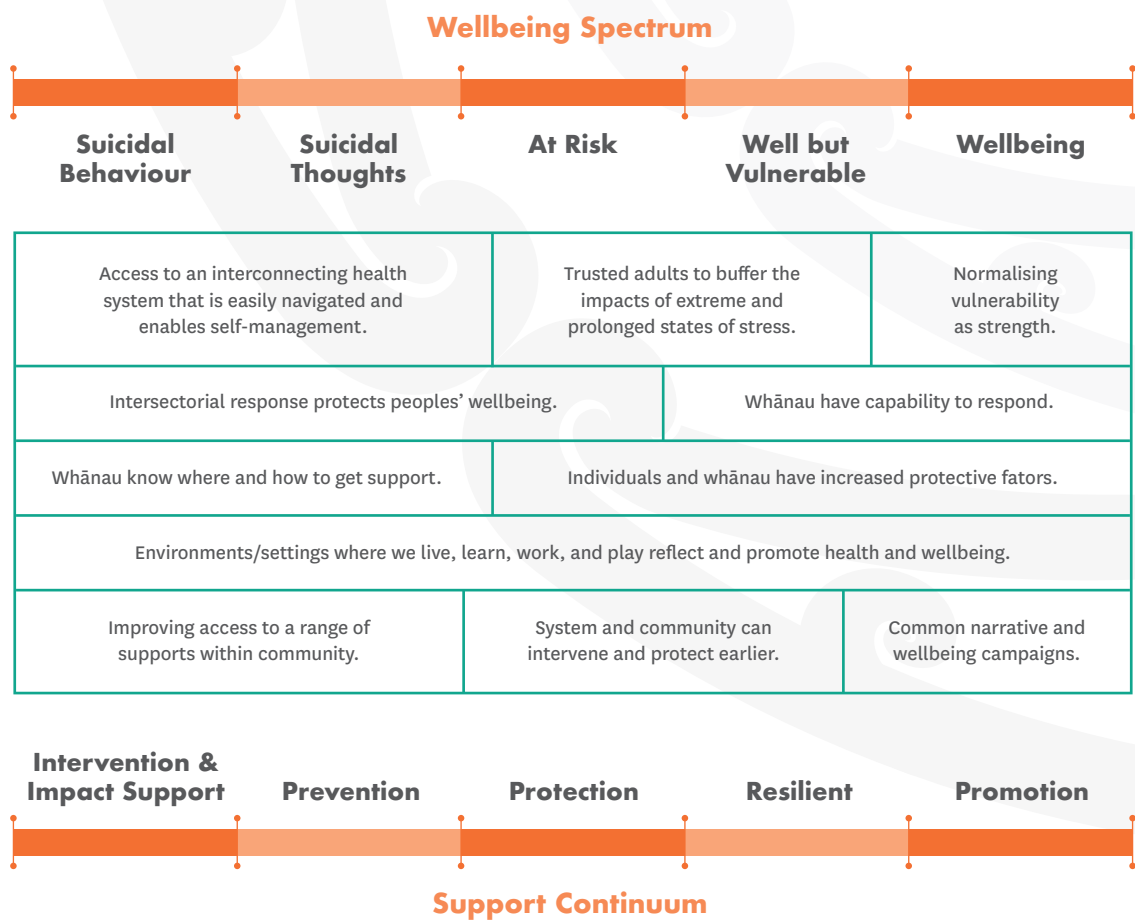 Wellbeing Spectrum
Suicidal
Behaviour
Suicidal
Thoughts
At Risk
Well but
Vulnerable
Wellbeing
Access to an interconnecting health
system that is easily navigated and
enables self-management.
Trusted adults to buffer the
impacts of extreme and
prolonged states of stress.
Normalising
vulnerability
as strength.
Intersectorial response protects peoples’ wellbeing.
Whānau have capability to respond.
Whānau know where and how to get support.
Individuals and whānau have increased protective fators.
Environments/settings where we live, learn, work, and play reflect and promote health and wellbeing.
Improving access to a range of
supports within community.
System and community can
intervene and protect earlier.
Common narrative and
wellbeing campaigns.
Intervention &
Impact Support
Prevention
Protection
Resilient
Promotion
Support Continuum